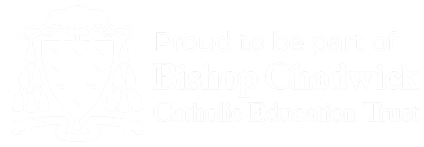 Proud to be part of
Bishop Chadwick
Catholic Education Trust